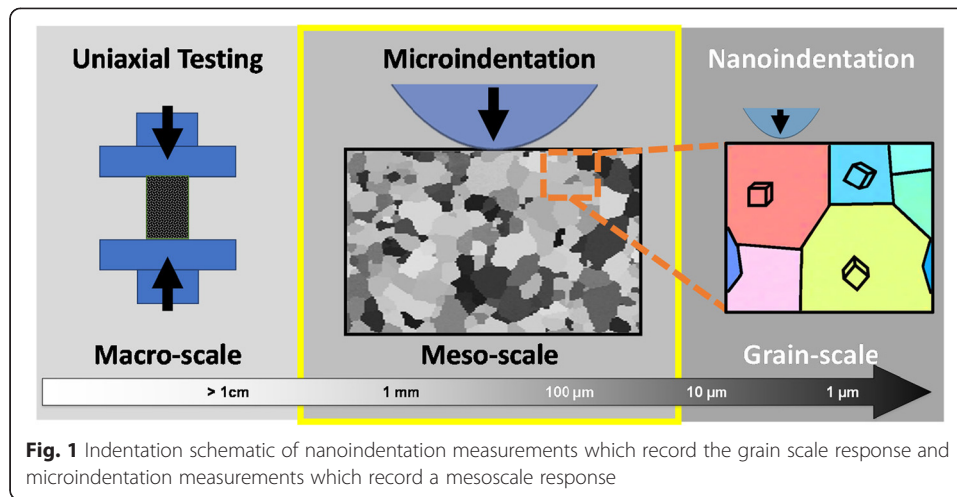 Uniaxial Testing
Microindentation
Nanoindentation
Macro-scale
Meso-scale
Grain-scale
> 1cm
1 mm
100 µm
10 µm
1 µm
Fig. 1 Indentation schematic of nanoindentation measurements which record the grain scale response and
microindentation measurements which record a mesoscale response